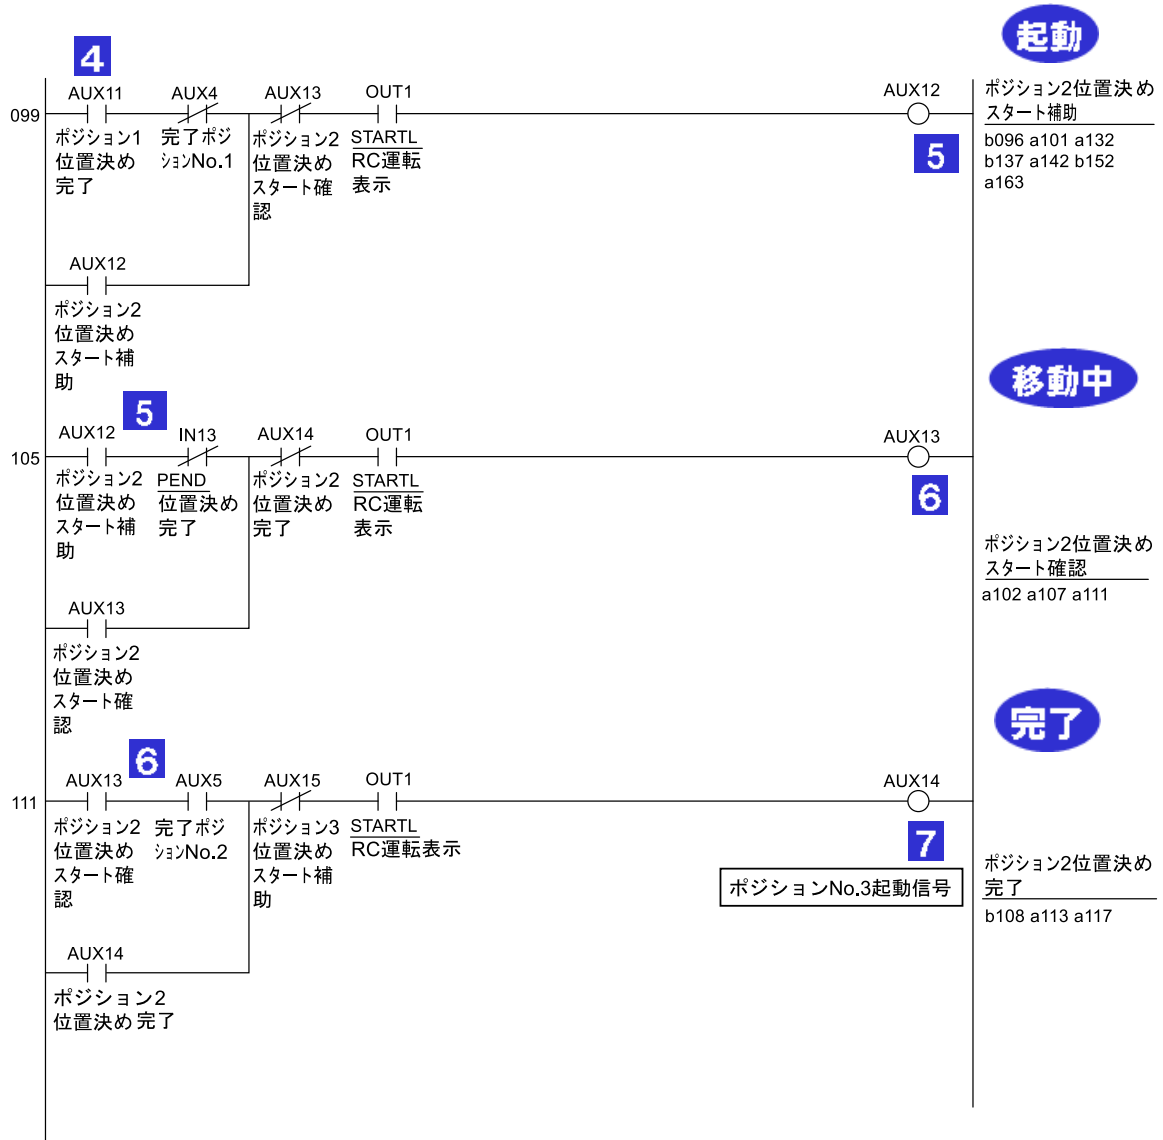 起動
4
AUX11 AUX4 AUX13 OUT1 AUX12
099
ポジション1
位置決め
完了
完了ポジ
ションNo.1
ポジション2
位置決め
スタート確
認
STARTL
RC運転
表示
5
ポジション2位置決め
スタート補助
b096 a101 a132
b137 a142 b152
a163
AUX12
ポジション2
位置決め
スタート補
助
移動中
5
AUX12 IN13 AUX14 OUT1 AUX13
105
ポジション2
位置決め
スタート補
助
PEND
位置決め
完了
ポジション2
位置決め
完了
STARTL
RC運転
表示
6
ポジション2位置決め
スタート確認
a102 a107 a111
AUX13
ポジション2
位置決め
スタート確
認
完了
6
AUX13 AUX5 AUX15 OUT1 AUX14
111
ポジション2
位置決め
スタート確
認
完了ポジ
ションNo.2
ポジション3
位置決め
スタート補
助
STARTL
RC運転表示
7
ポジションNo.3起動信号
ポジション2位置決め
完了
b108 a113 a117
AUX14
ポジション2
位置決め 完了